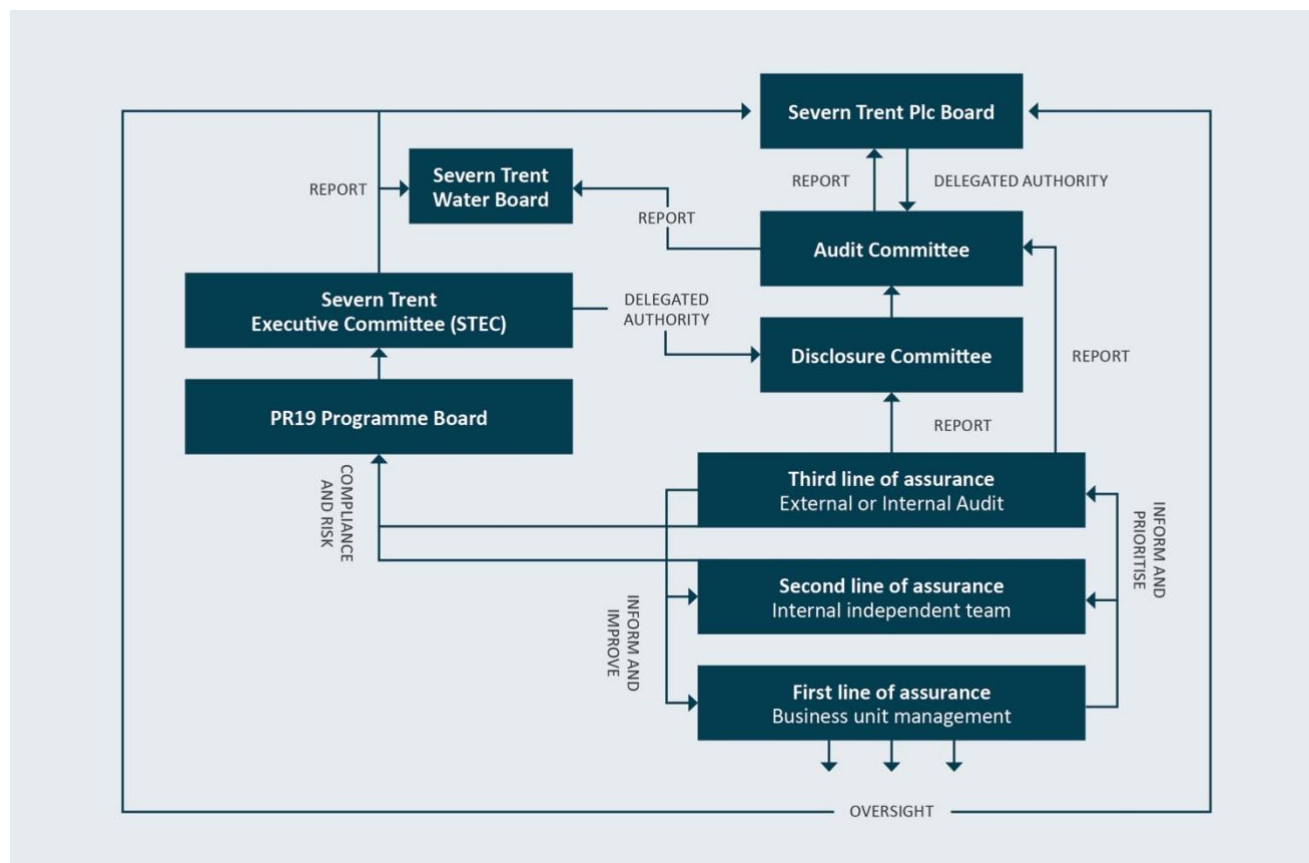 Severn Trent Plc Board
REPORT
DELEGATED AUTHORITY
Severn Trent
Water Board
REPORT
REPORT
Audit Committee
Severn Trent
Executive Committee (STEC)
DELEGATED
AUTHORITY
Disclosure Committee
REPORT
PR19 Programme Board
REPORT
COMPLIANCE
AND RISK
Third line of assurance
External or Internal Audit
INFORM AND
PRIORITISE
Second line of assurance
Internal independent team
INFORM AND
IMPROVE
First line of assurance
Business unit management
OVERSIGHT